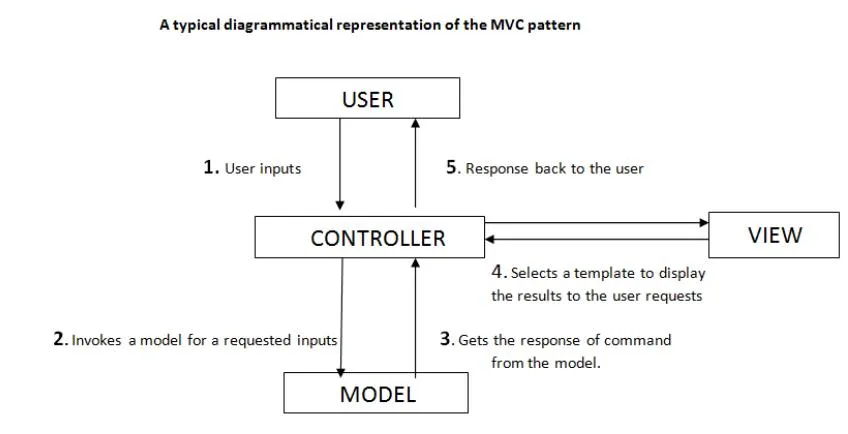 A typical diagrammatical representation of the MVC pattern
USER
1. User inputs
5. Response back to the user
CONTROLLER
VIEW
4. Selects a template to display
the results to the user requests
2. Invokes a model for a requested inputs
3. Gets the response of command
from the model.
MODEL